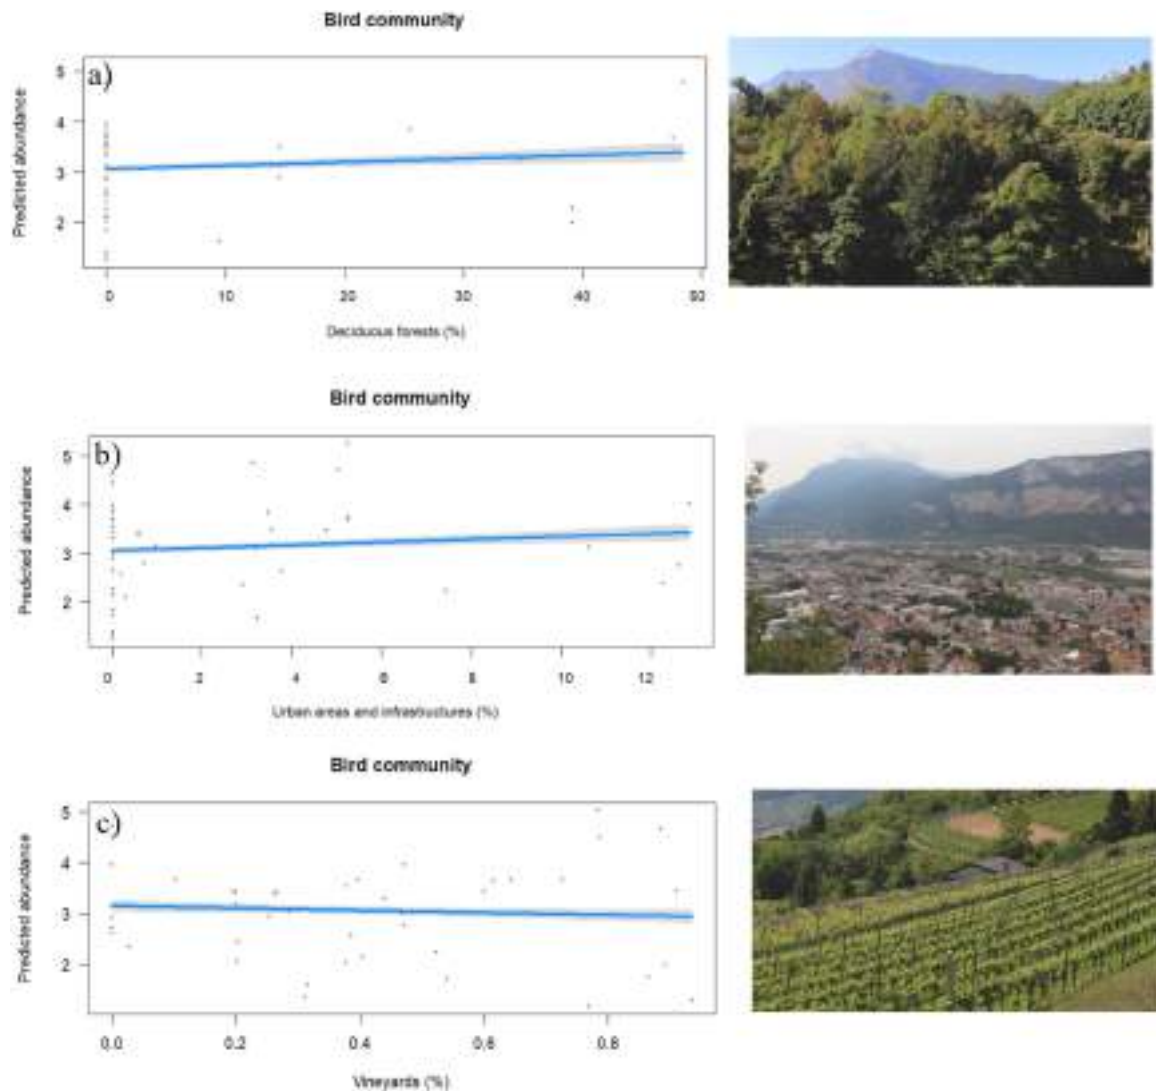 Bird community
a)
Predicted abundance
5
4
3
2
0 10 20 30 40 50
Deciduous forests (%)
Bird community
b)
Predicted abundance
5
4
3
2
0 2 4 6 8 10 12
Urban areas and infrastructures (%)
Bird community
c)
Predicted abundance
5
4
3
2
0.0 0.2 0.4 0.6 0.8
Vineyards (%)